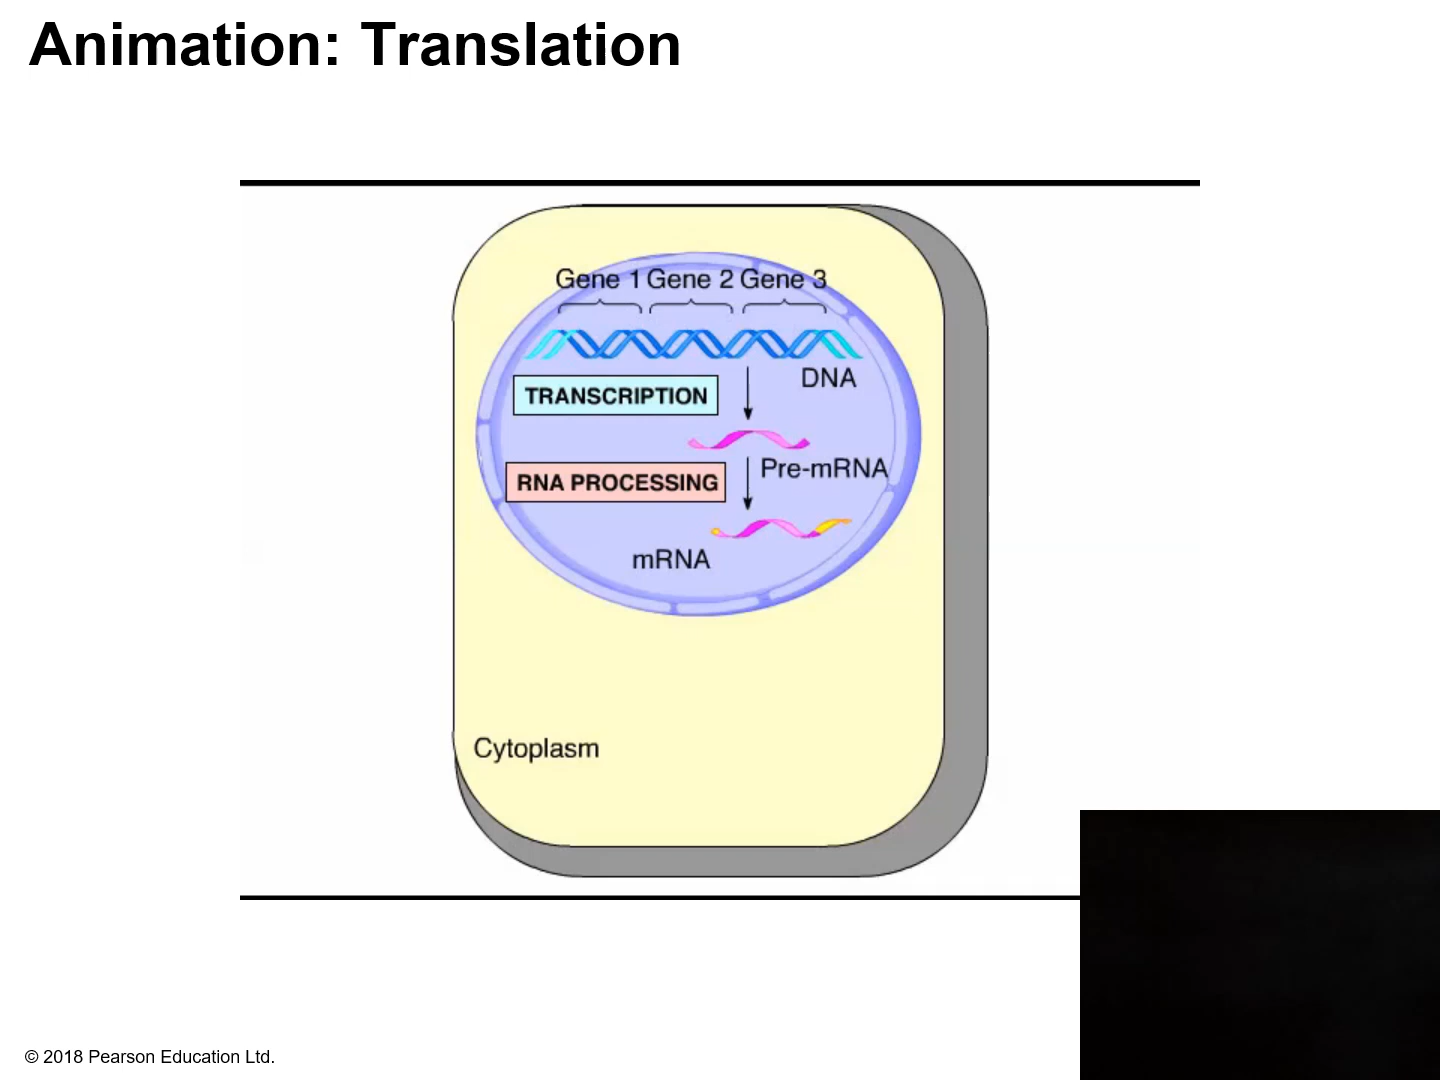 Animation: Translation
Gene 1 Gene 2 Gene 3
DNA
TRANSCRIPTION
Pre-mRNA
RNA PROCESSING
mRNA
Cytoplasm
© 2018 Pearson Education Ltd.